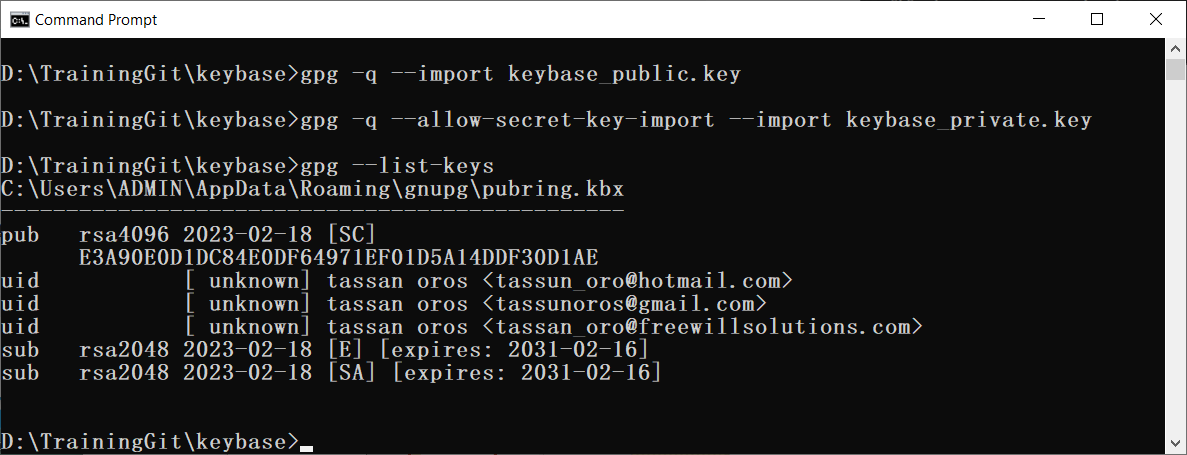 Command Prompt
D:\TrainingGit\keybase>gpg -q --import keybase_public.key
D:\TrainingGit\keybase>gpg -q --allow-secret-key-import --import keybase_private.key
D:\TrainingGit\keybase>gpg --list-keys
C:\Users\ADMIN\AppData\Roaming\gnupg\pubring.kbx
------------------------------------------------
pub   rsa4096 2023-02-18 [SC]
      E3A90E0D1DC84E0DF64971EF01D5A14DDF30D1AE
uid           [ unknown] tassan oros <tassun_oro@hotmail.com>
uid           [ unknown] tassan oros <tassunoros@gmail.com>
uid           [ unknown] tassan oros <tassan_oro@freewillsolutions.com>
sub   rsa2048 2023-02-18 [E] [expires: 2031-02-16]
sub   rsa2048 2023-02-18 [SA] [expires: 2031-02-16]
D:\TrainingGit\keybase>